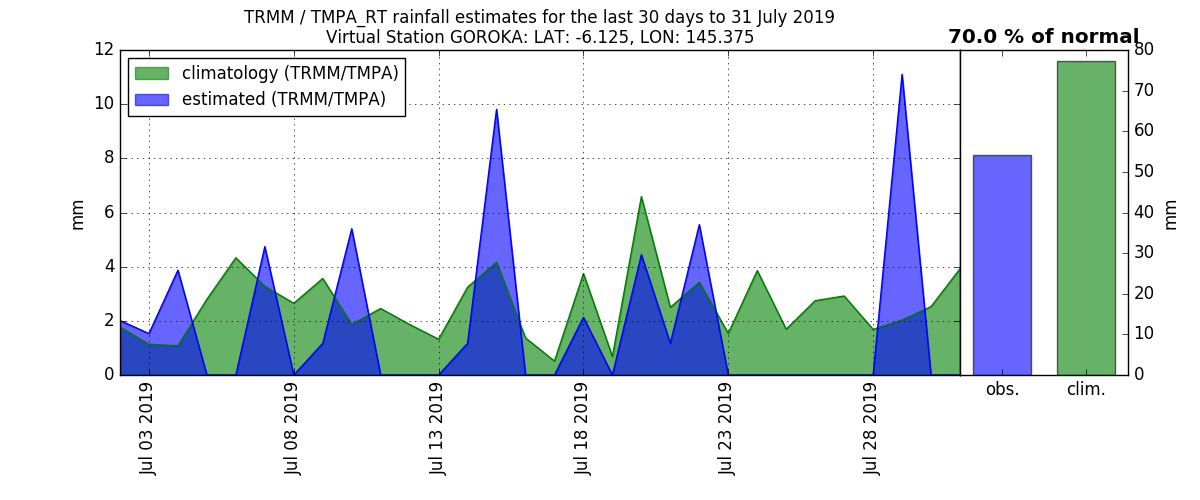 TRMM / TMPA_RT rainfall estimates for the last 30 days to 31 July 2019
Virtual Station GOROKA: LAT: -6.125, LON: 145.375
70.0 % of normal
climatology (TRMM/TMPA)
estimated (TRMM/TMPA)
12
10
8
6
4
2
0
mm
Jul 03 2019
Jul 08 2019
Jul 13 2019
Jul 18 2019
Jul 23 2019
Jul 28 2019
obs.
clim.
80
70
60
50
40
30
20
10
0
mm